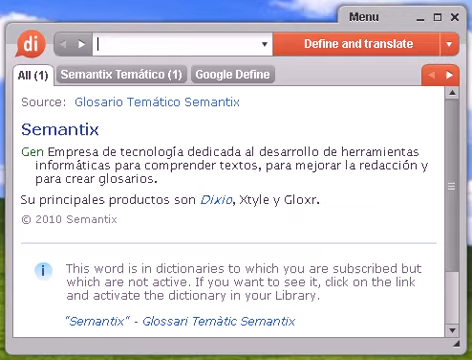 Menu
di
Define and translate
All (1)
Semantix Temático (1)
Google Define
Source: Glosario Temático Semantix
Semantix
Gen Empresa de tecnología dedicada al desarrollo de herramientas
informáticas para comprender textos, para mejorar la redacción y
para crear glosarios.
Su principales productos son Dixio, Xtyle y Gloxr.
© 2010 Semantix
i
This word is in dictionaries to which you are subscribed but
which are not active. If you want to see it, click on the link
and activate the dictionary in your Library.
"Semantix" - Glossari Temàtic Semantix